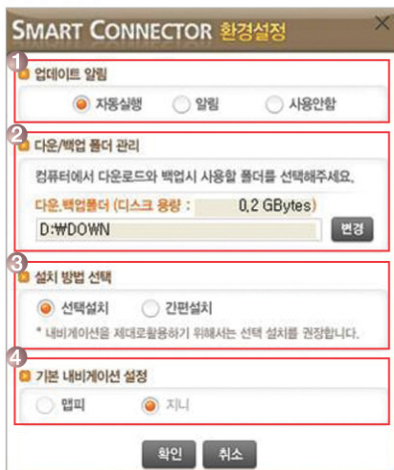 SMART CONNECTOR 환경설정
1 업데이트 알림
자동실행 알림 사용안함
2 다운/백업 폴더 관리
컴퓨터에서 다운로드와 백업시 사용할 폴더를 선택해주세요.
다운.백업폴더 (디스크 용량 : 0.2 GBytes)
D:₩DOWN 변경
3 설치 방법 선택
선택설치 간편설치
* 내비게이션을 제대로활용하기 위해서는 선택 설치를 권장합니다.
4 기본 내비게이션 설정
맵피 지니
확인 취소